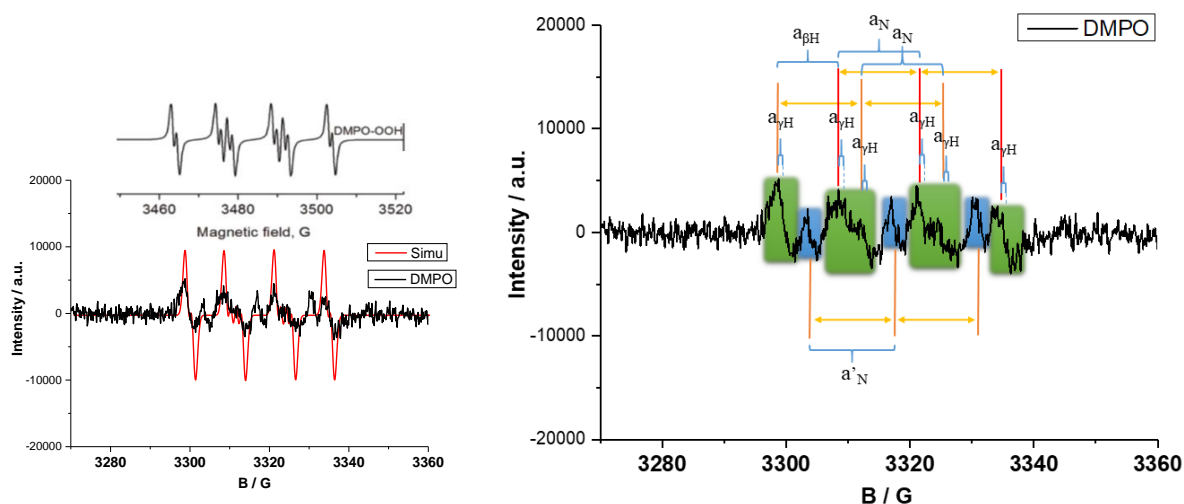 DMPO-OOH
3460 3480 3500 3520
Magnetic field, G
20000
10000
0
-10000
-20000
Intensity / a.u.
Simu
DMPO
3280 3300 3320 3340 3360
B / G
20000
10000
0
-10000
-20000
Intensity / a.u.
DMPO
aβH
aN
aN
aγH
aγH
aγH
aγH
aγH
aγH
a'N
3280 3300 3320 3340 3360
B / G